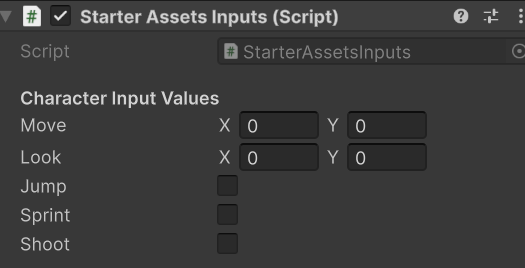 Starter Assets Inputs (Script)
Script # StarterAssetsInputs
Character Input Values
Move X 0 Y 0
Look X 0 Y 0
Jump
Sprint
Shoot